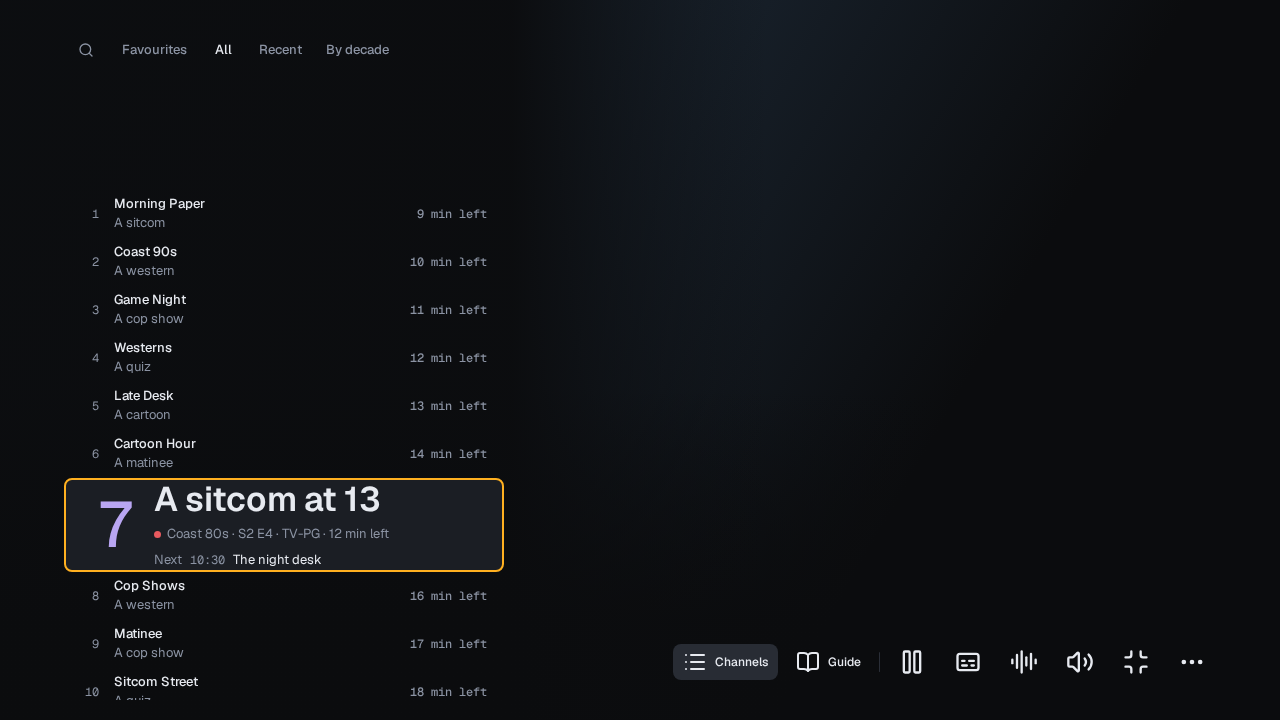 Favourites All Recent By decade
1 Morning Paper 9 min left
A sitcom
2 Coast 90s 10 min left
A western
3 Game Night 11 min left
A cop show
4 Westerns 12 min left
A quiz
5 Late Desk 13 min left
A cartoon
6 Cartoon Hour 14 min left
A matinee
7 A sitcom at 13
Coast 80s · S2 E4 · TV-PG · 12 min left
Next 10:30 The night desk
8 Cop Shows 16 min left
A western
9 Matinee 17 min left
A cop show
10 Sitcom Street 18 min left
A quiz
Channels Guide